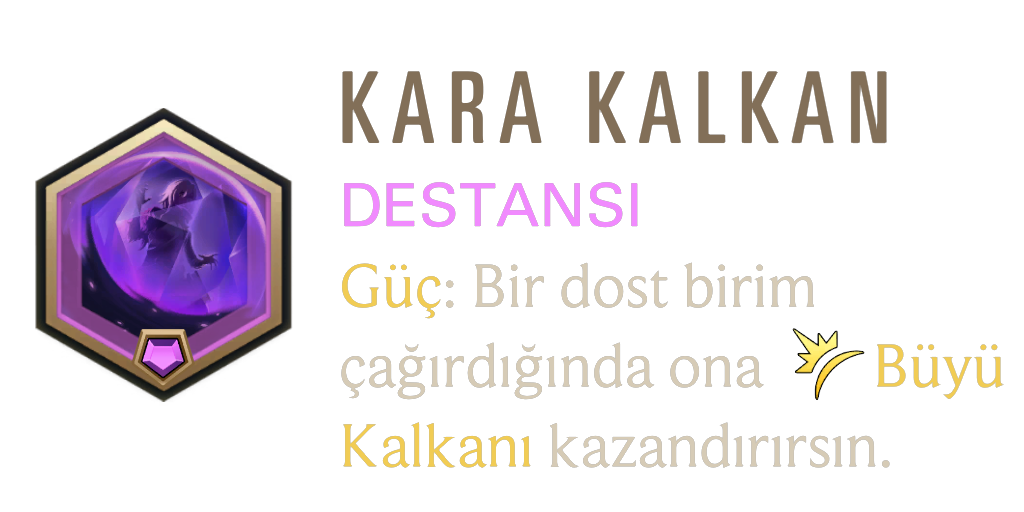 KARA KALKAN
DESTANSI
Güç: Bir dost birim
çağırdığında ona Büyü
Kalkanı kazandırırsın.